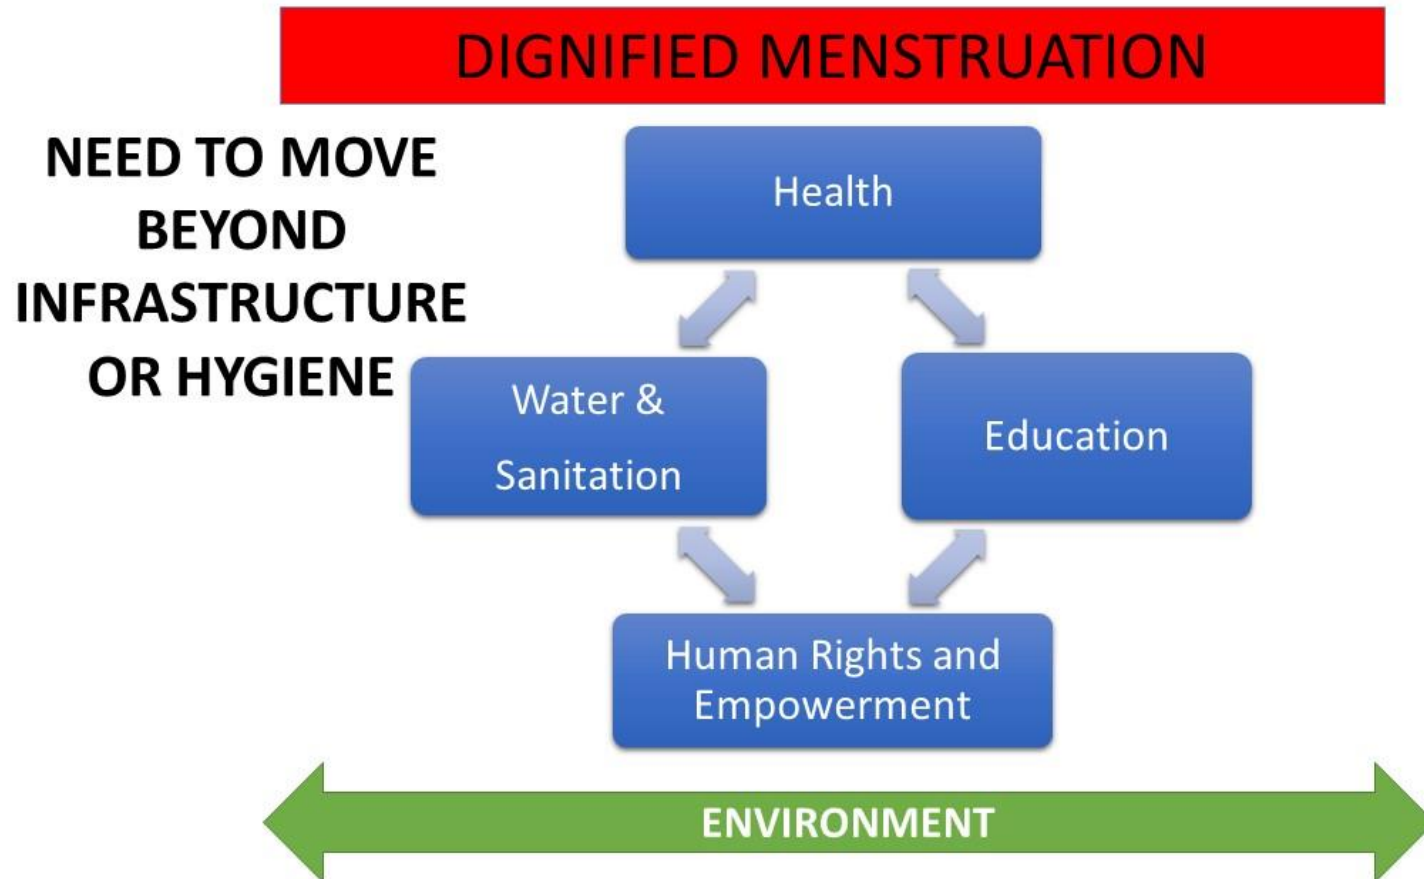 DIGNIFIED MENSTRUATION
NEED TO MOVE
BEYOND
INFRASTRUCTURE
OR HYGIENE
Health
Water &
Sanitation
Education
Human Rights and
Empowerment
ENVIRONMENT